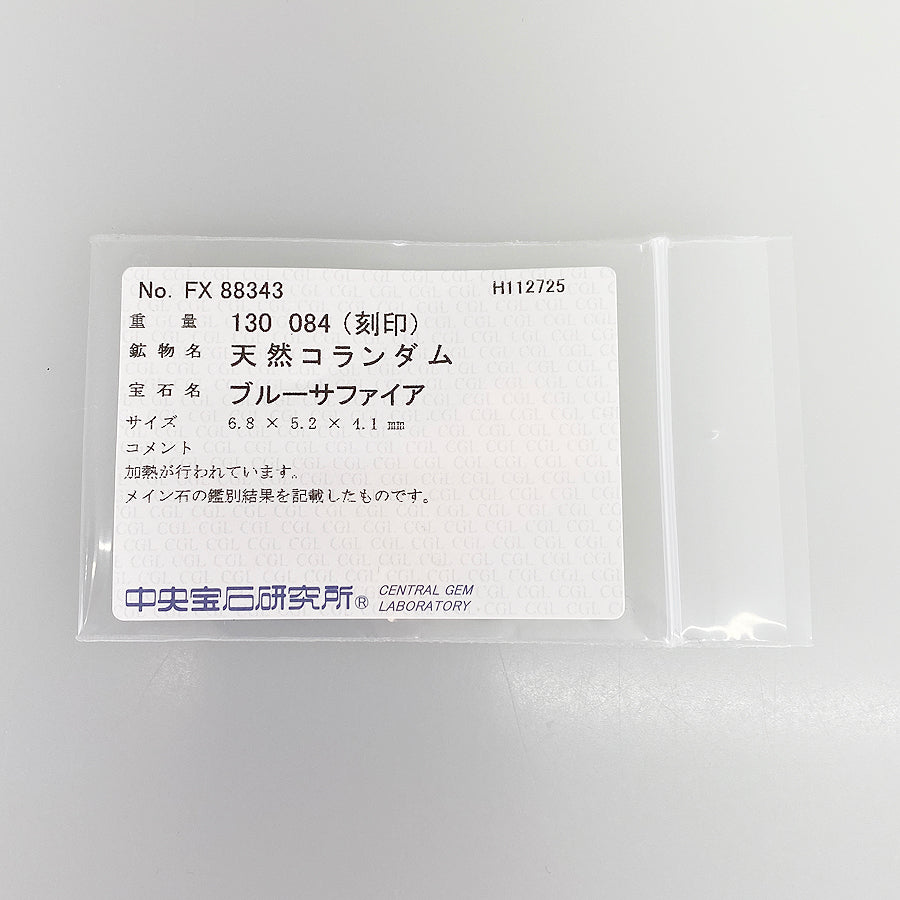 No. FX 88343 H112725
重量 130 084 (刻印)
鉱物名 天然コランダム
宝石名 ブルーサファイア
サイズ 6.8 × 5.2 × 4.1 mm
コメント
加熱が行われています。
メイン石の鑑別結果を記載したものです。
中央宝石研究所® CENTRAL GEM
LABORATORY